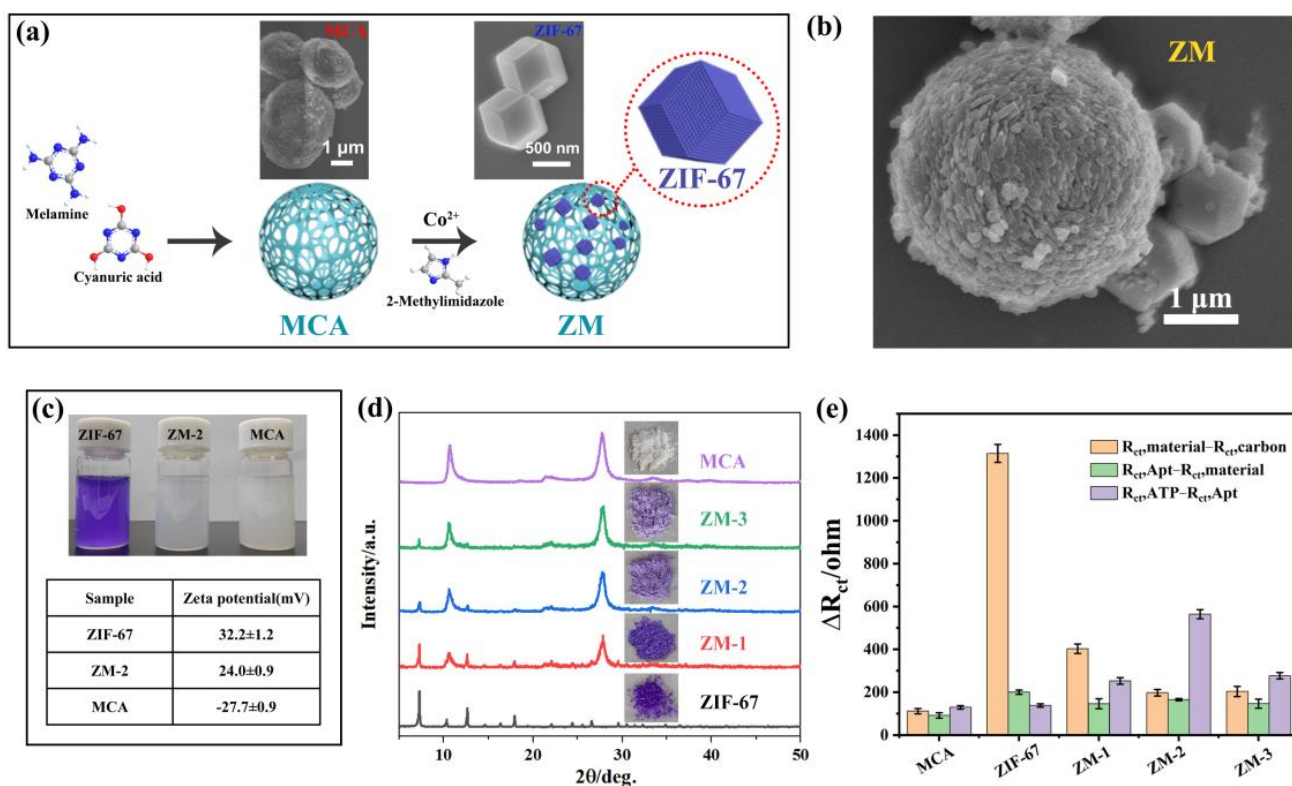 (a)
MCA
1 μm
ZIF-67
500 nm
ZIF-67
Melamine
Cyanuric acid
Co²⁺
2-Methylimidazole
MCA
ZM
(b)
ZM
1 μm
(c)
ZIF-67
ZM-2
MCA
Sample Zeta potential(mV)
ZIF-67 32.2±1.2
ZM-2 24.0±0.9
MCA -27.7±0.9
(d)
Intensity/a.u.
MCA
ZM-3
ZM-2
ZM-1
ZIF-67
10 20 30 40 50
2θ/deg.
(e)
ΔRct/ohm
1400
1200
1000
800
600
400
200
0
Rct,material–Rct,carbon
Rct,Apt–Rct,material
Rct,ATP–Rct,Apt
MCA
ZIF-67
ZM-1
ZM-2
ZM-3